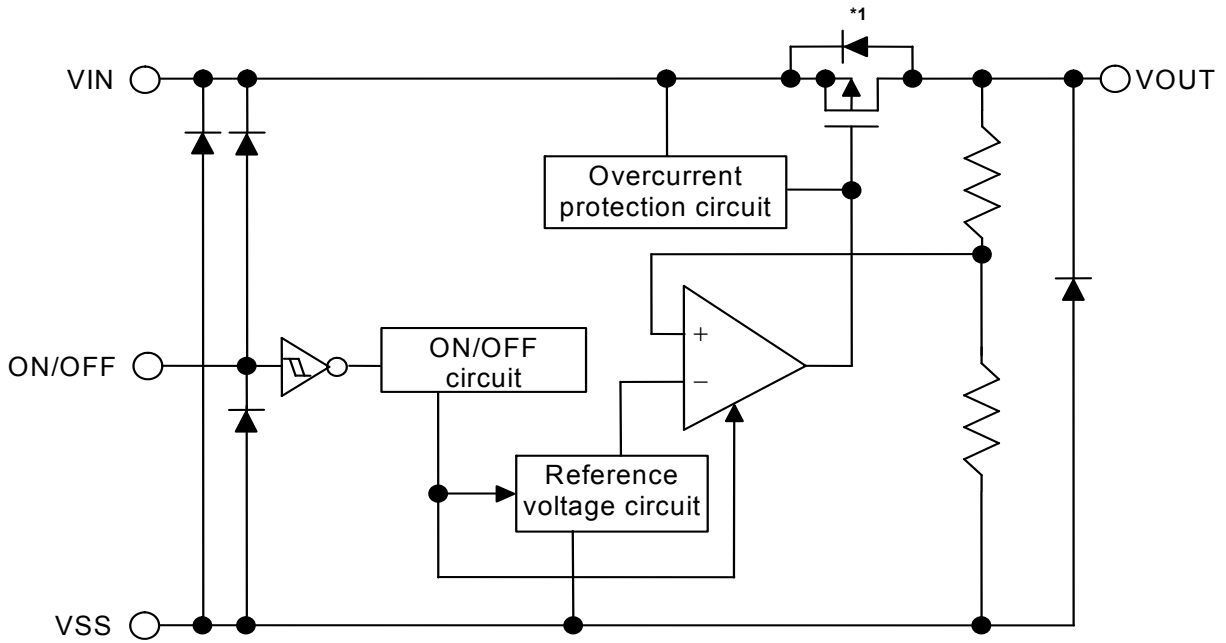 *1
VIN
VOUT
Overcurrent
protection circuit
+
−
ON/OFF
ON/OFF
circuit
Reference
voltage circuit
VSS